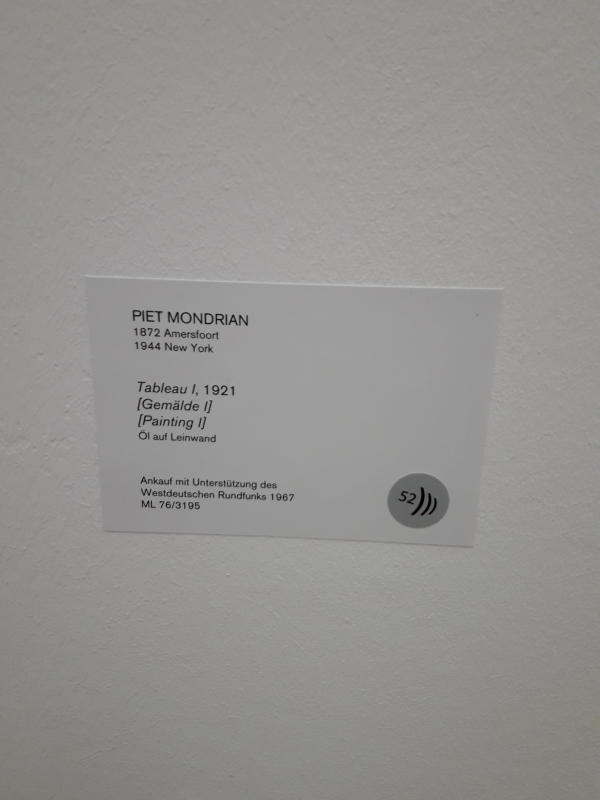 PIET MONDRIAN
1872 Amersfoort
1944 New York
Tableau I, 1921
[Gemälde I]
[Painting I]
Öl auf Leinwand
Ankauf mit Unterstützung des
Westdeutschen Rundfunks 1967
ML 76/3195
52